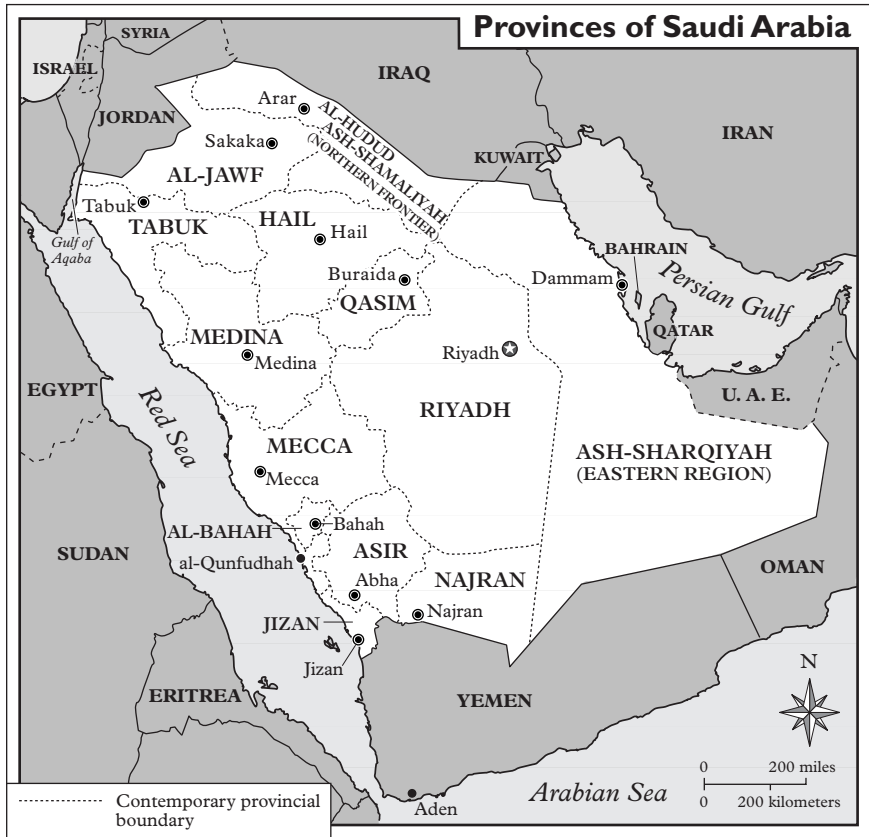 Provinces of Saudi Arabia
SYRIA
ISRAEL
IRAQ
JORDAN
IRAN
Arar
AL-HUDUD
ASH-SHAMALIYAH
(NORTHERN FRONTIER)
Sakaka
KUWAIT
AL-JAWF
Tabuk
TABUK
HAIL
Hail
Gulf of
Aqaba
BAHRAIN
Buraida
Dammam
Persian Gulf
QASIM
QATAR
MEDINA
Medina
Riyadh
EGYPT
U. A. E.
Red Sea
RIYADH
MECCA
ASH-SHARQIYAH
(EASTERN REGION)
Mecca
AL-BAHAH
Bahah
SUDAN
ASIR
al-Qunfudhah
OMAN
Abha
NAJRAN
Najran
JIZAN
Jizan
N
ERITREA
YEMEN
0 200 miles
0 200 kilometers
Arabian Sea
Aden
Contemporary provincial
boundary